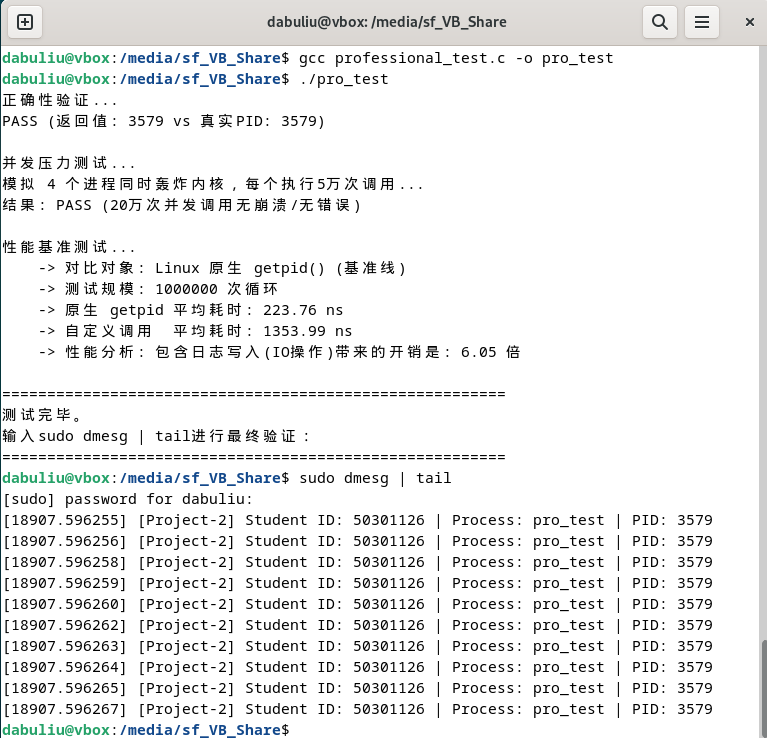 dabuliu@vbox: /media/sf_VB_Share
dabuliu@vbox:/media/sf_VB_Share$ gcc professional_test.c -o pro_test
dabuliu@vbox:/media/sf_VB_Share$ ./pro_test
正确性验证...
PASS (返回值: 3579 vs 真实PID: 3579)
并发压力测试...
模拟 4 个进程同时轰炸内核，每个执行5万次调用...
结果: PASS (20万次并发调用无崩溃/无错误)
性能基准测试...
-> 对比对象: Linux 原生 getpid() (基准线)
-> 测试规模: 1000000 次循环
-> 原生 getpid 平均耗时: 223.76 ns
-> 自定义调用  平均耗时: 1353.99 ns
-> 性能分析: 包含日志写入(IO操作)带来的开销是: 6.05 倍
========================================================
测试完毕。
输入sudo dmesg | tail进行最终验证：
========================================================
dabuliu@vbox:/media/sf_VB_Share$ sudo dmesg | tail
[sudo] password for dabuliu:
[18907.596255] [Project-2] Student ID: 50301126 | Process: pro_test | PID: 3579
[18907.596256] [Project-2] Student ID: 50301126 | Process: pro_test | PID: 3579
[18907.596258] [Project-2] Student ID: 50301126 | Process: pro_test | PID: 3579
[18907.596259] [Project-2] Student ID: 50301126 | Process: pro_test | PID: 3579
[18907.596260] [Project-2] Student ID: 50301126 | Process: pro_test | PID: 3579
[18907.596262] [Project-2] Student ID: 50301126 | Process: pro_test | PID: 3579
[18907.596263] [Project-2] Student ID: 50301126 | Process: pro_test | PID: 3579
[18907.596264] [Project-2] Student ID: 50301126 | Process: pro_test | PID: 3579
[18907.596265] [Project-2] Student ID: 50301126 | Process: pro_test | PID: 3579
[18907.596267] [Project-2] Student ID: 50301126 | Process: pro_test | PID: 3579
dabuliu@vbox:/media/sf_VB_Share$